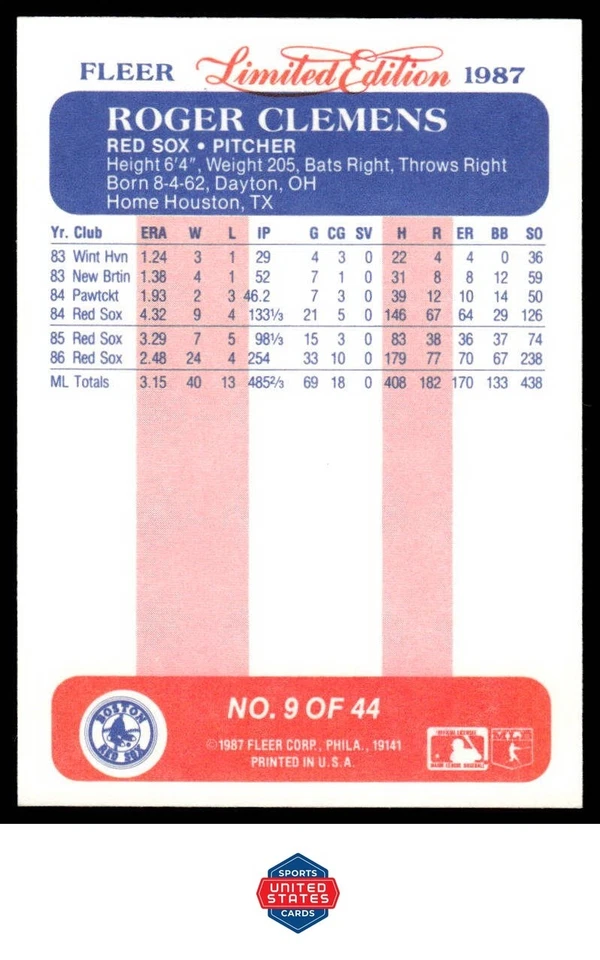 FLEER Limited Edition 1987
ROGER CLEMENS
RED SOX • PITCHER
Height 6'4", Weight 205, Bats Right, Throws Right
Born 8-4-62, Dayton, OH
Home Houston, TX
Yr. Club ERA W L IP G CG SV H R ER BB SO
83 Wint Hvn 1.24 3 1 29 4 3 0 22 4 4 0 36
83 New Brtin 1.38 4 1 52 7 1 0 31 8 8 12 59
84 Pawtckt 1.93 2 3 46.2 7 3 0 39 12 10 14 50
84 Red Sox 4.32 9 4 133⅓ 21 5 0 146 67 64 29 126
85 Red Sox 3.29 7 5 98⅓ 15 3 0 83 38 36 37 74
86 Red Sox 2.48 24 4 254 33 10 0 179 77 70 67 238
ML Totals 3.15 40 13 485⅔ 69 18 0 408 182 170 133 438
NO. 9 OF 44
BOSTON
RED SOX
©1987 FLEER CORP., PHILA., 19141
PRINTED IN U.S.A.
OFFICIAL LICENSEE
MAJOR LEAGUE BASEBALL
SPORTS
UNITED
STATES
CARDS